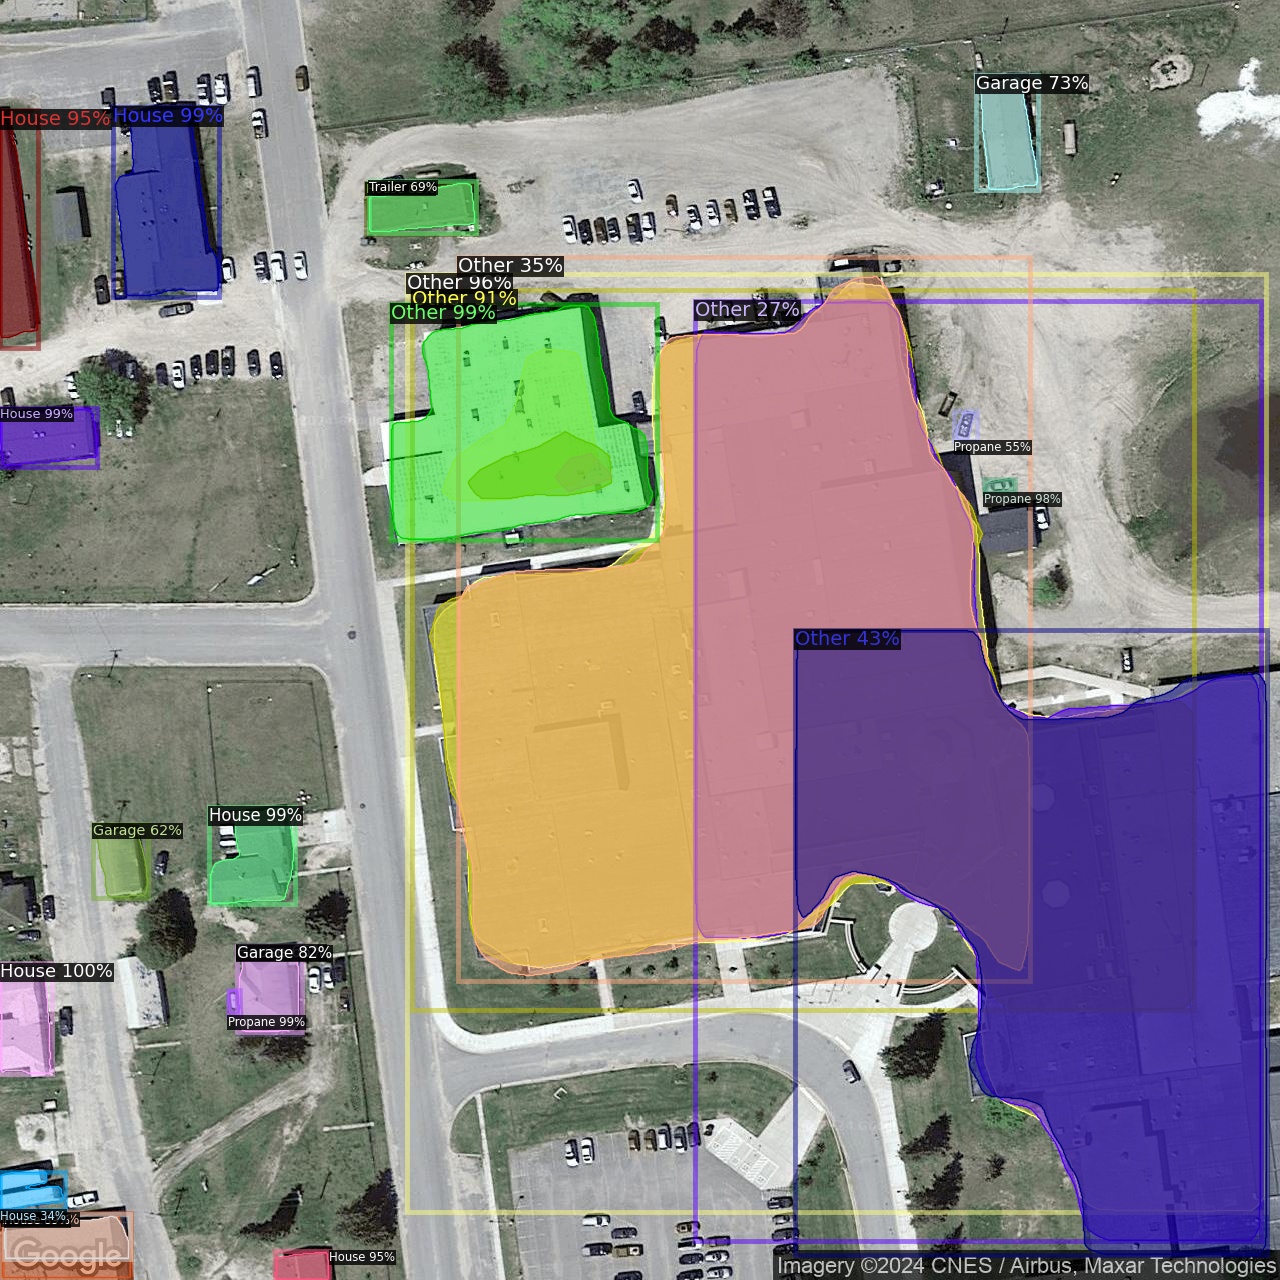 Garage 73%
House 95%
House 99%
Trailer 69%
Other 35%
Other 96%
Other 91%
Other 99%
Other 27%
House 99%
Propane 55%
Propane 98%
Other 43%
House 99%
Garage 62%
Garage 82%
House 100%
Propane 99%
House 34%
House 95%
Google
Imagery ©2024 CNES / Airbus, Maxar Technologies